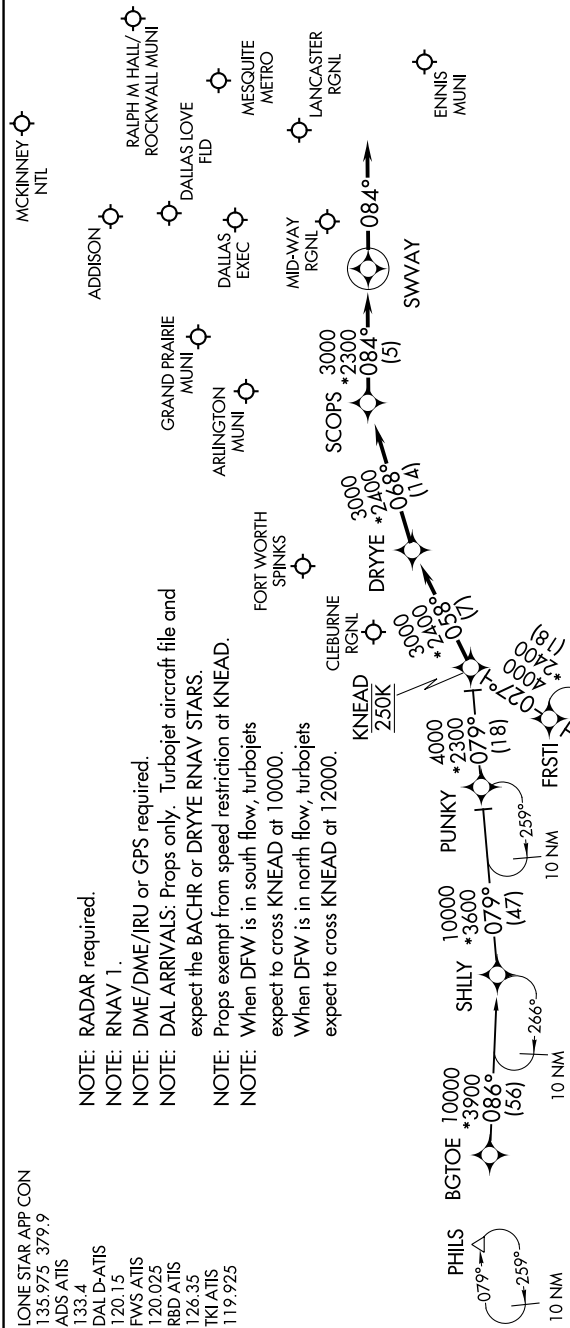 LONE STAR APP CON
135.975 379.9
ADS ATIS
133.4
DAL D-ATIS
120.15
FWS ATIS
120.025
RBD ATIS
126.35
TKI ATIS
119.925
NOTE: RADAR required.
NOTE: RNAV 1.
NOTE: DME/DME/IRU or GPS required.
NOTE: DAL ARRIVALS: Props only. Turbojet aircraft file and
expect the BACHR or DRYYE RNAV STARS.
NOTE: Props exempt from speed restriction at KNEAD.
NOTE: When DFW is in south flow, turbojets
expect to cross KNEAD at 10000.
When DFW is in north flow, turbojets
expect to cross KNEAD at 12000.
MCKINNEY
NTL
RALPH M HALL/
ROCKWALL MUNI
ADDISON
DALLAS LOVE
FLD
MESQUITE
METRO
GRAND PRAIRIE
MUNI
DALLAS
EXEC
LANCASTER
RGNL
ARLINGTON
MUNI
MID-WAY
RGNL
ENNIS
MUNI
FORT WORTH
SPINKS
CLEBURNE
RGNL
PHILS
079°
259°
10 NM
BGTOE
10000
*3900
086°
(56)
SHLLY
266°
10 NM
10000
*3600
079°
(47)
PUNKY
259°
10 NM
4000
*2300
079°
(18)
KNEAD
250K
FRSTI
027°
4000
*2400
(18)
3000
*2400
058°
(7)
DRYYE
3000
*2400
068°
(14)
SCOPS
3000
*2300
084°
(5)
SWVAY
084°